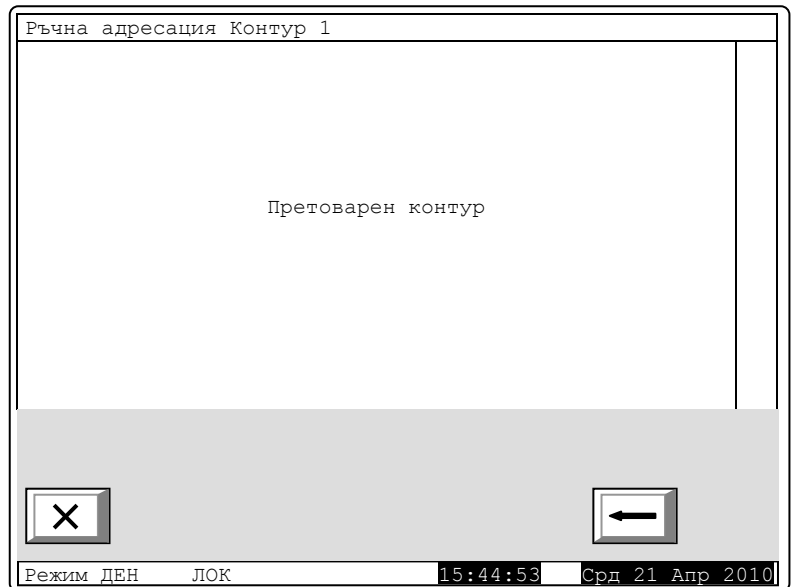 Ръчна адресация Контур 1
Претоварен контур
Режим ДЕН ЛОК 15:44:53 Срд 21 Апр 2010